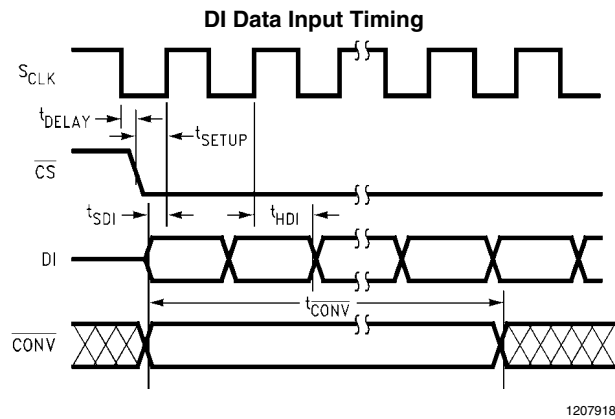 DI Data Input Timing
SCLK
tDELAY
tSETUP
CS
tSDI
tHDI
DI
tCONV
CONV
1207918